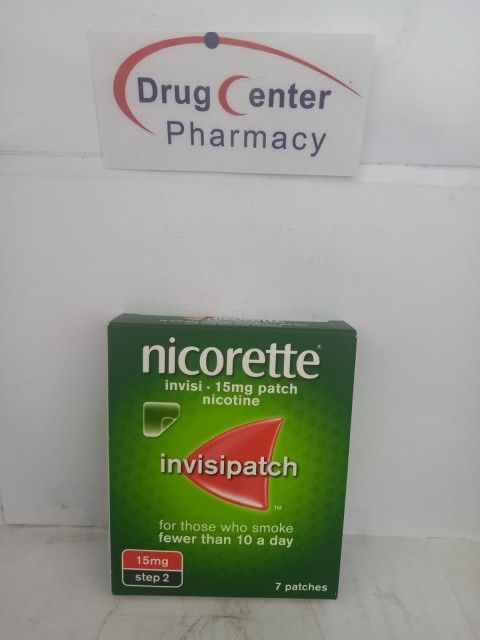 Drug Center
Pharmacy
nicorette®
invisi · 15mg patch
nicotine
invisipatch™
for those who smoke
fewer than 10 a day
15mg
step 2
7 patches